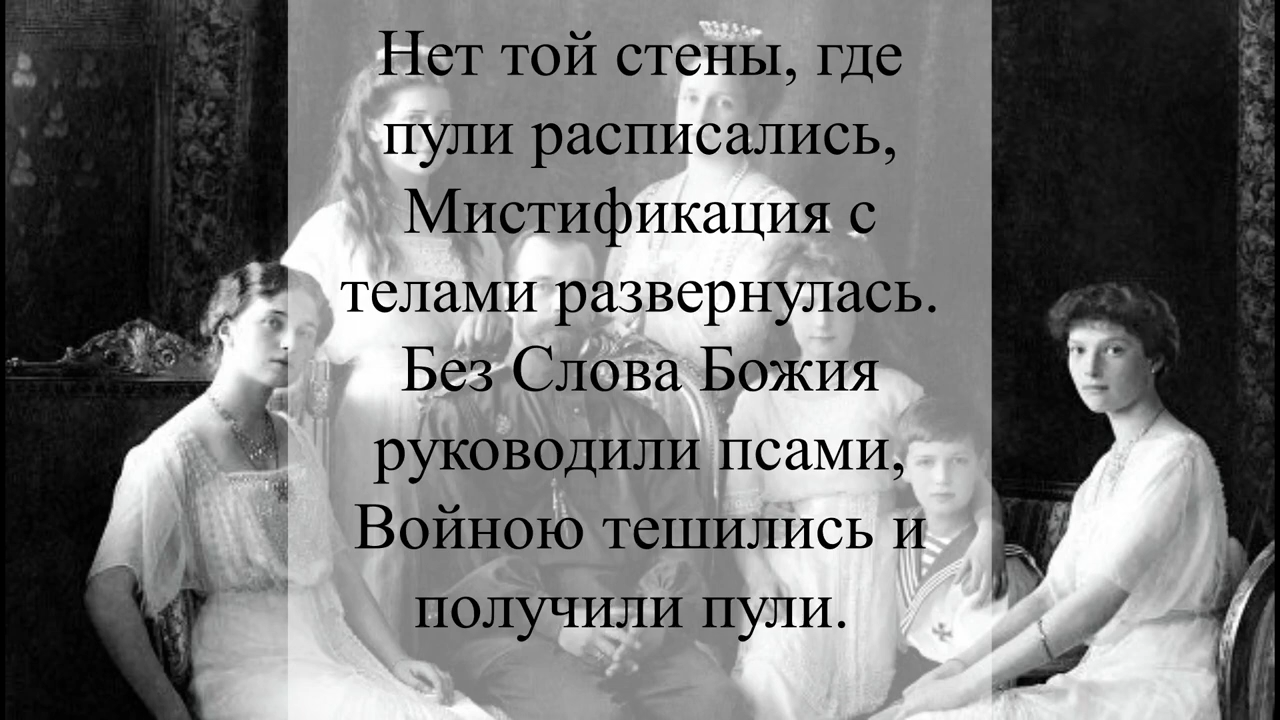 Нет той стены, где
пули расписались,
Мистификация с
телами развернулась.
Без Слова Божия
руководили псами,
Войною тешились и
получили пули.